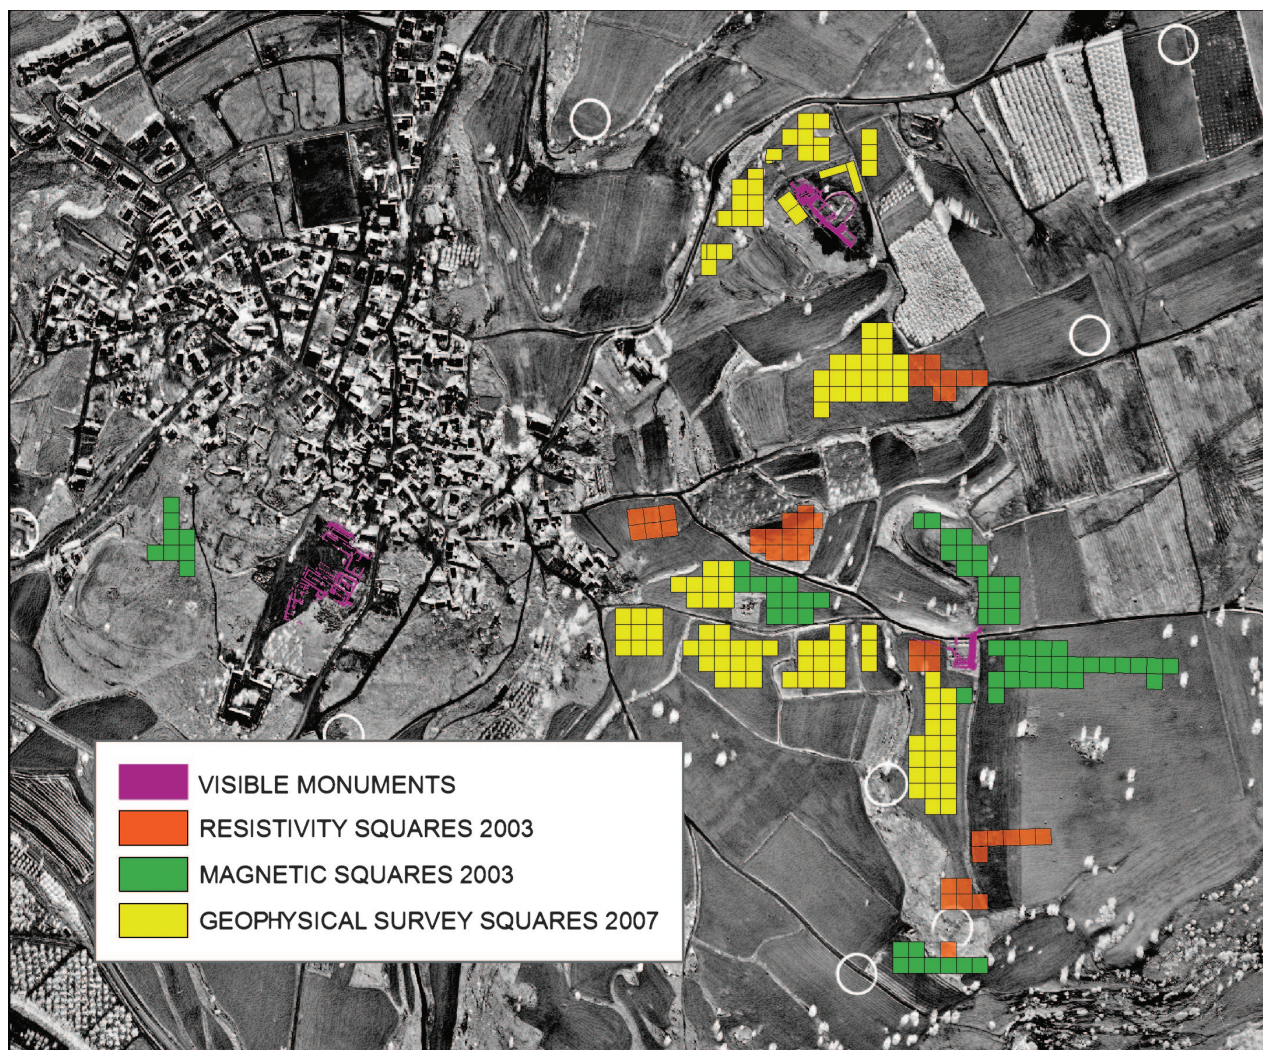 VISIBLE MONUMENTS
RESISTIVITY SQUARES 2003
MAGNETIC SQUARES 2003
GEOPHYSICAL SURVEY SQUARES 2007